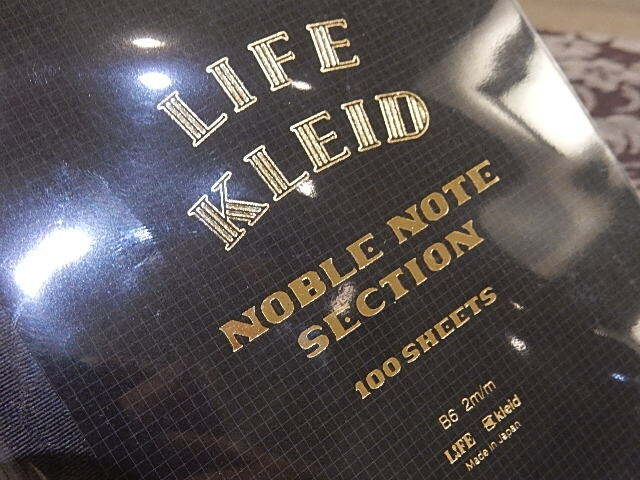 LIFE
KLEID
NOBLE NOTE
SECTION
100 SHEETS
B6 2m/m
LIFE kleid
Made in Japan